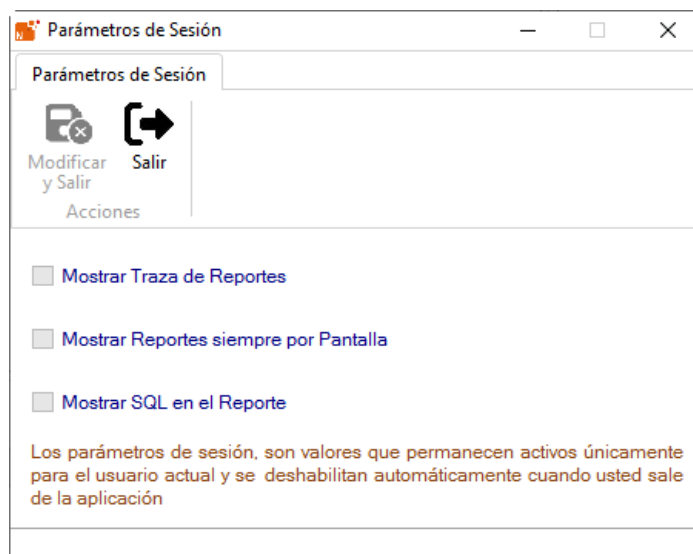 Parámetros de Sesión
Parámetros de Sesión
Modificar
y Salir
Salir
Acciones
Mostrar Traza de Reportes
Mostrar Reportes siempre por Pantalla
Mostrar SQL en el Reporte
Los parámetros de sesión, son valores que permanecen activos únicamente
para el usuario actual y se deshabilitan automáticamente cuando usted sale
de la aplicación